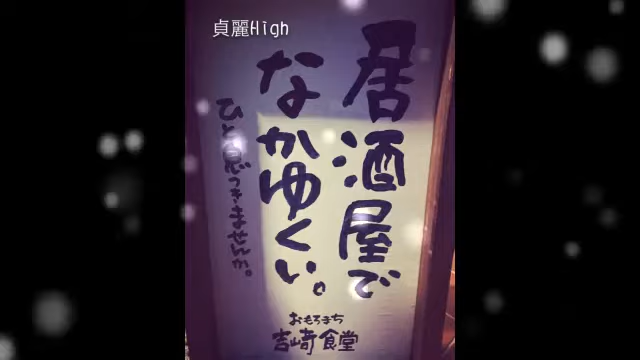 貞麗High
居酒屋で
なかゆくい。
ひと息つきませんか。
おもろまち
吉崎食堂